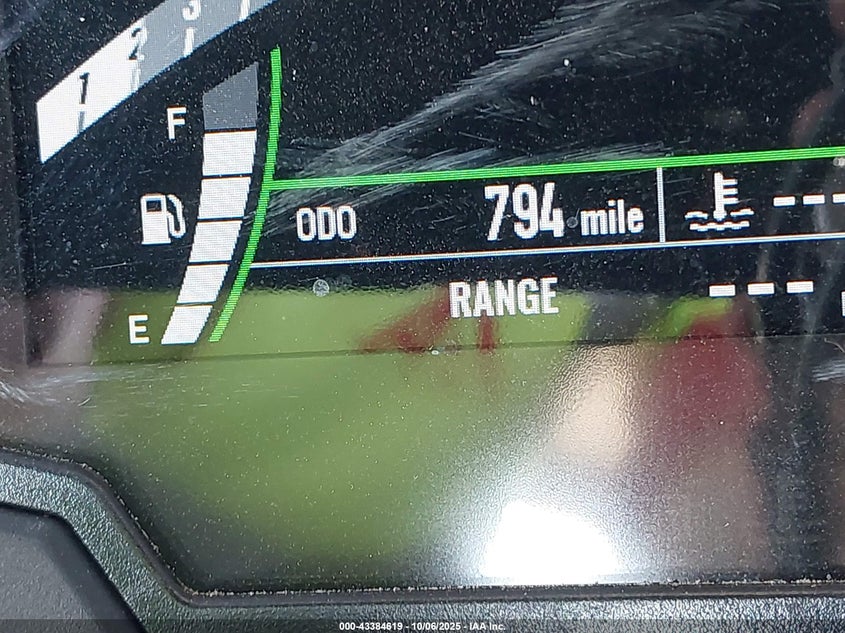 1 2 3
F
ODO 794 mile ---
RANGE ---
E
000-43384619 - 10/06/2025 - IAA Inc.